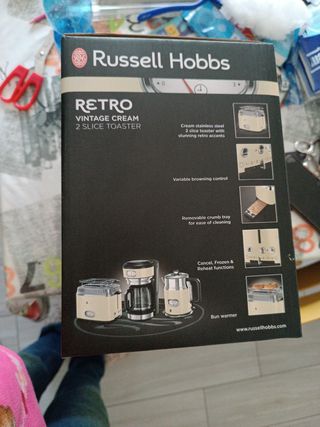 Russell Hobbs
RETRO
VINTAGE CREAM
2 SLICE TOASTER
Cream stainless steel
2 slice toaster with
stunning retro accents
Variable browning control
Removable crumb tray
for ease of cleaning
Cancel, Frozen &
Reheat functions
Bun warmer
www.russellhobbs.com